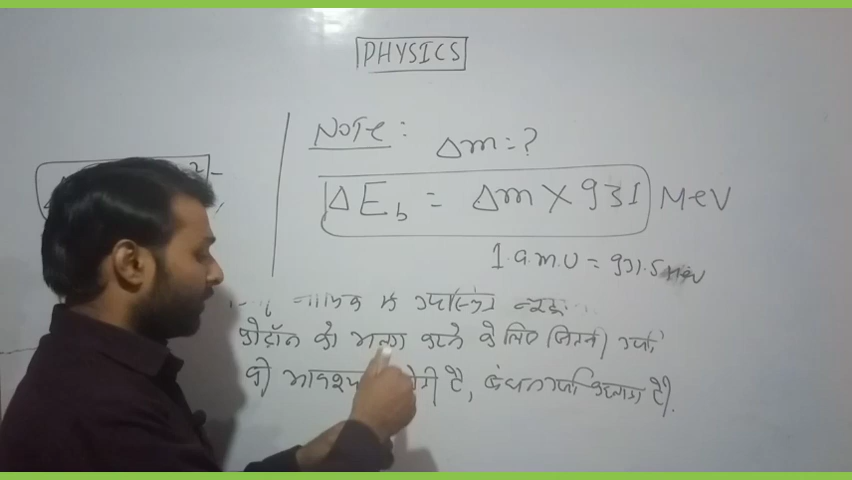 PHYSICS
NOTE: Δm=?
ΔE_b = Δm × 931 MeV
1 a.m.u = 931.5 MeV
नाभिक में उपस्थित
प्रोटॉन को अलग करने के लिए जितनी ऊर्जा
की आवश्य होती है, बंधन ऊर्जा कहलाता है।